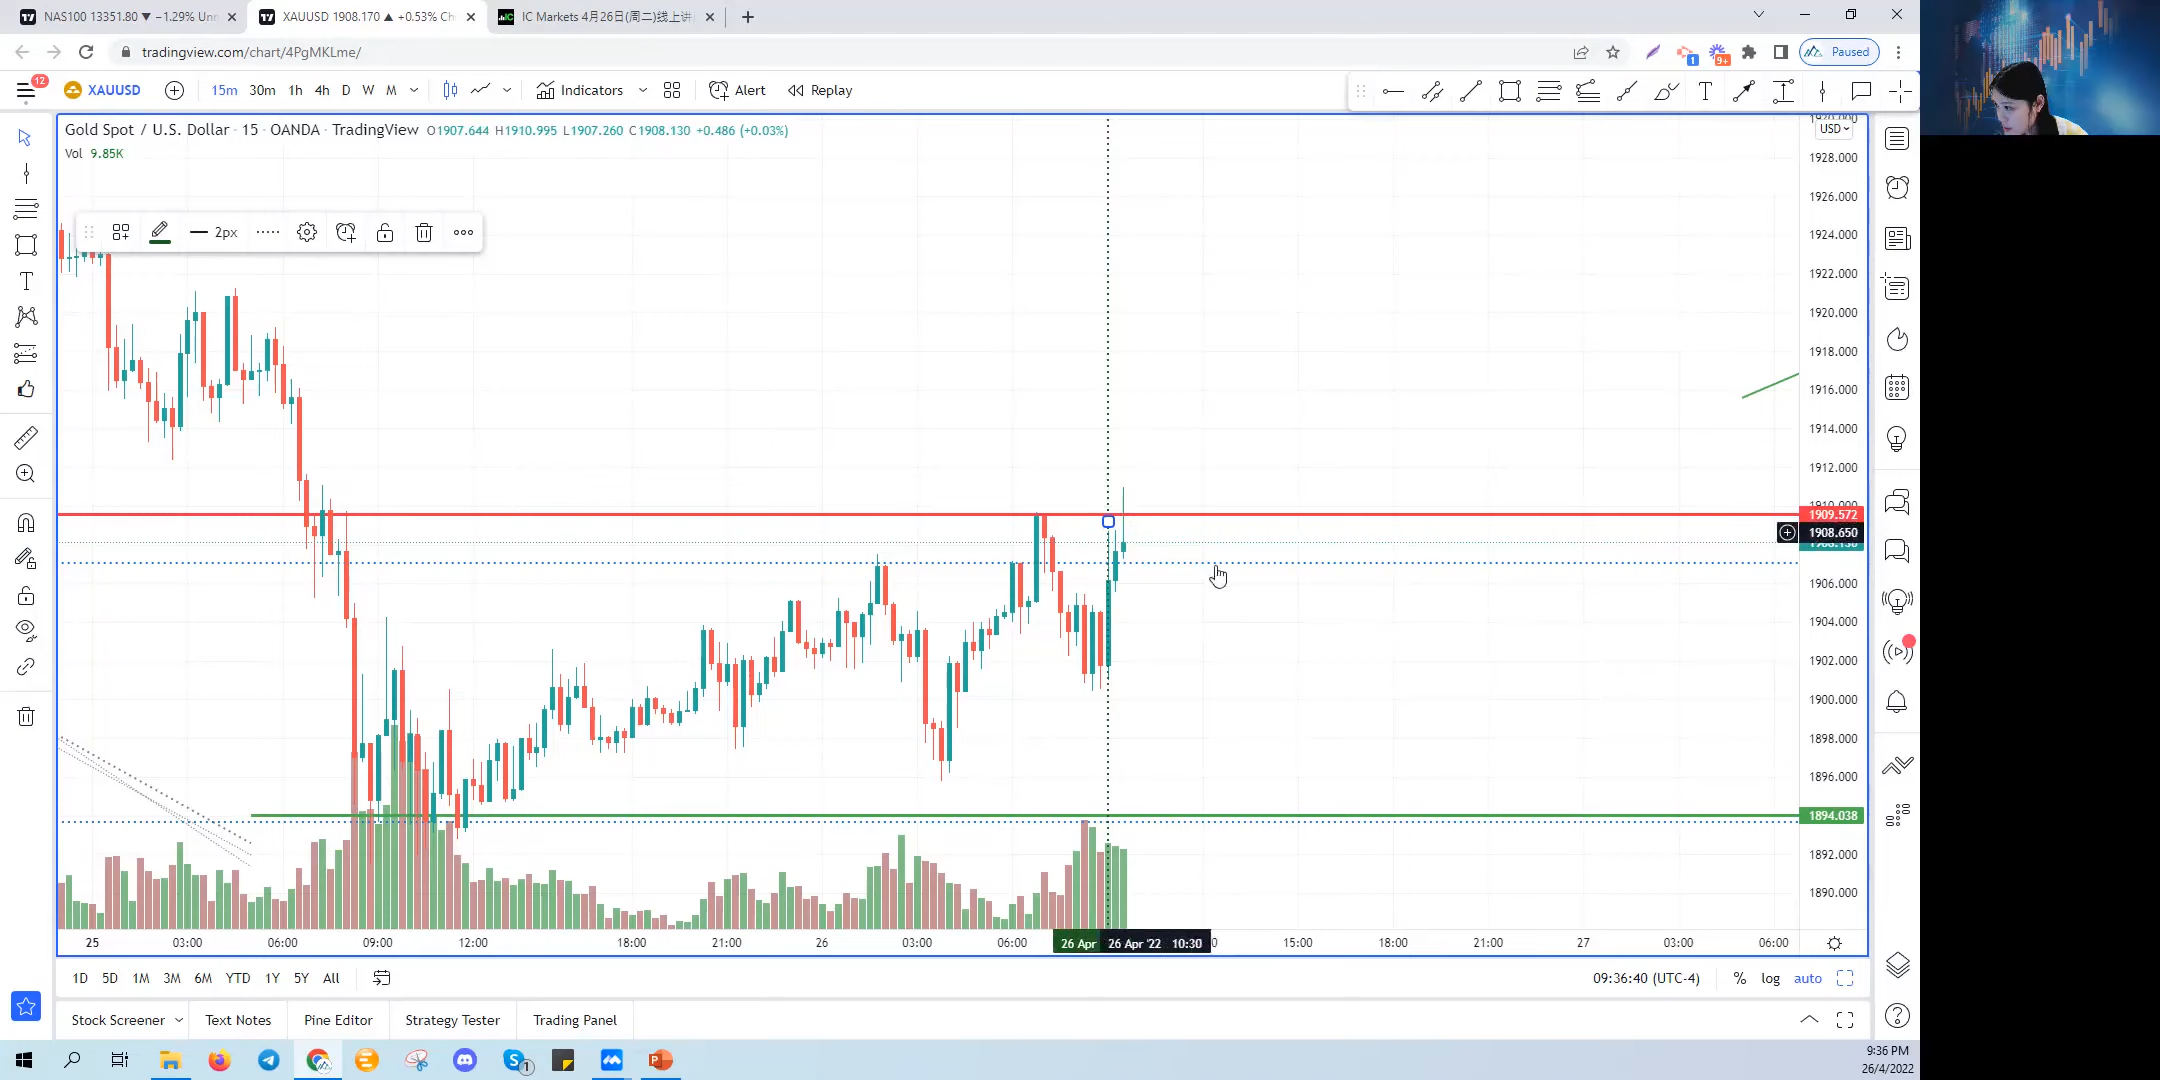 NAS100 13351.80 ▼ −1.29% Unn
XAUUSD 1908.170 ▲ +0.53% Ch
IC Markets 4月26日(周二)线上讲
tradingview.com/chart/4PgMKLme/
1
9+
Paused
12
XAUUSD
15m 30m 1h 4h D W M
Indicators
Alert
Replay
Gold Spot / U.S. Dollar · 15 · OANDA · TradingView O1907.644 H1910.995 L1907.260 C1908.130 +0.486 (+0.03%)
Vol 9.85K
USD
2px
1928.000
1926.000
1924.000
1922.000
1920.000
1918.000
1916.000
1914.000
1912.000
1910.000
1909.572
1908.650
1906.000
1904.000
1902.000
1900.000
1898.000
1896.000
1894.038
1892.000
1890.000
25 03:00 06:00 09:00 12:00 18:00 21:00 26 03:00 06:00 26 Apr 26 Apr '22 10:30 15:00 18:00 21:00 27 03:00 06:00
1D 5D 1M 3M 6M YTD 1Y 5Y All
09:36:40 (UTC-4) % log auto
Stock Screener Text Notes Pine Editor Strategy Tester Trading Panel
9:36 PM
26/4/2022